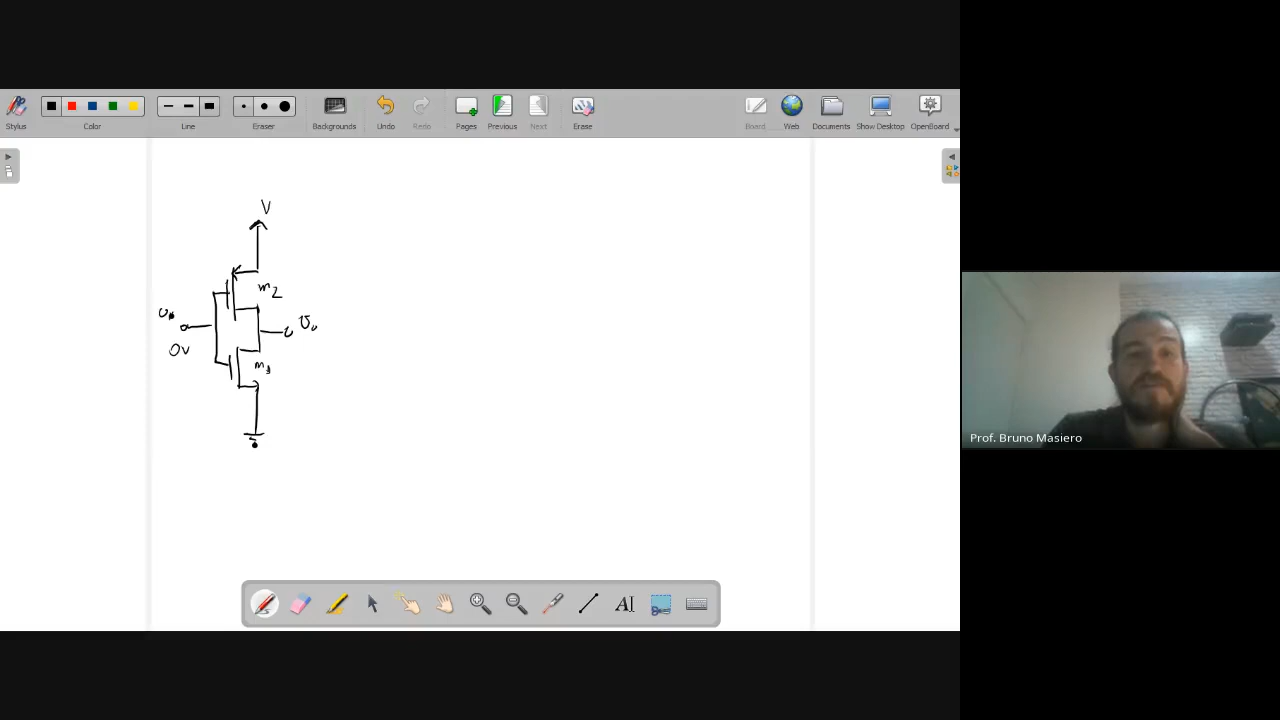 Stylus
Color
Line
Eraser
Backgrounds
Undo
Redo
Pages
Previous
Next
Erase
Board
Web
Documents
Show Desktop
OpenBoard
V
m2
0v
m1
AI
Prof. Bruno Masiero